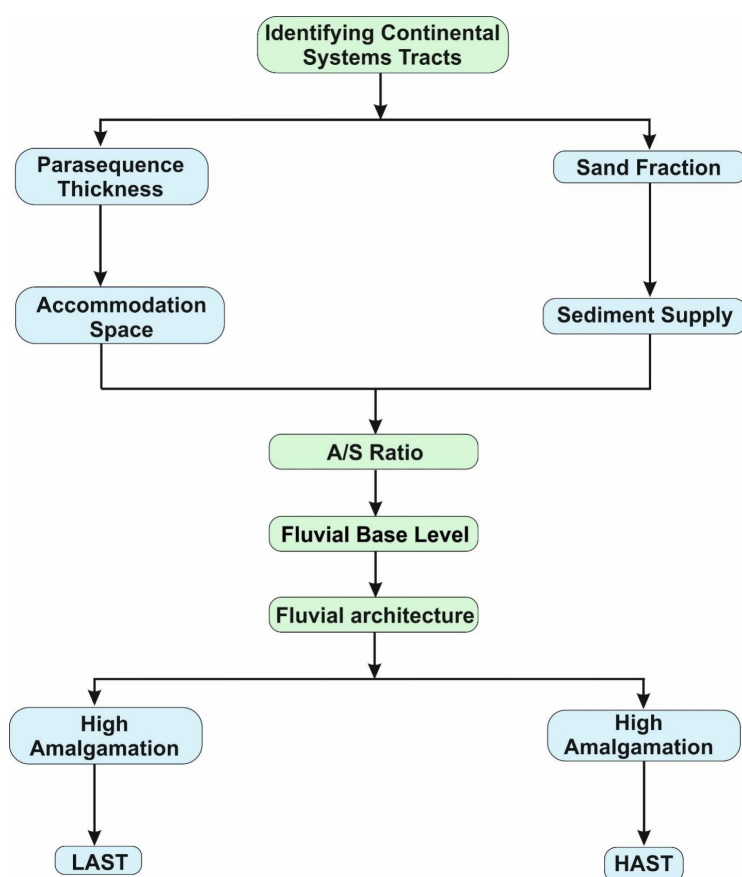 Identifying Continental
Systems Tracts
Parasequence
Thickness
Sand Fraction
Accommodation
Space
Sediment Supply
A/S Ratio
Fluvial Base Level
Fluvial architecture
High
Amalgamation
High
Amalgamation
LAST
HAST